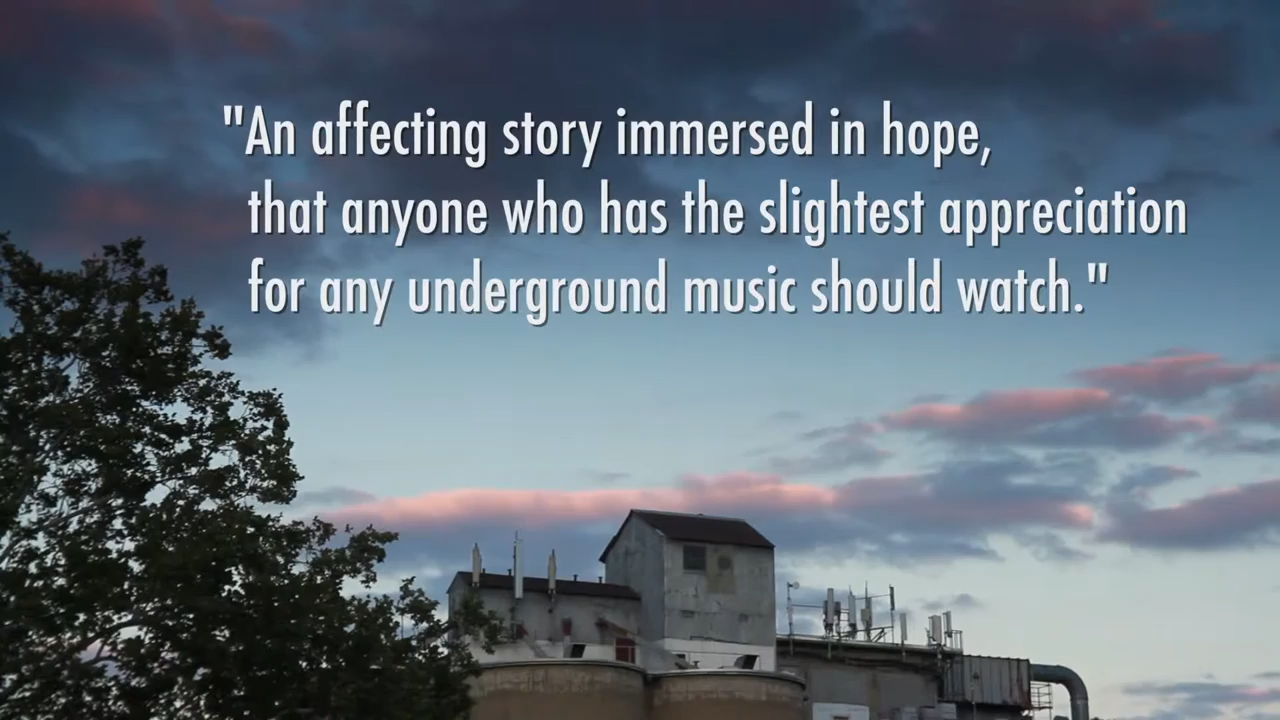 "An affecting story immersed in hope,
that anyone who has the slightest appreciation
for any underground music should watch."